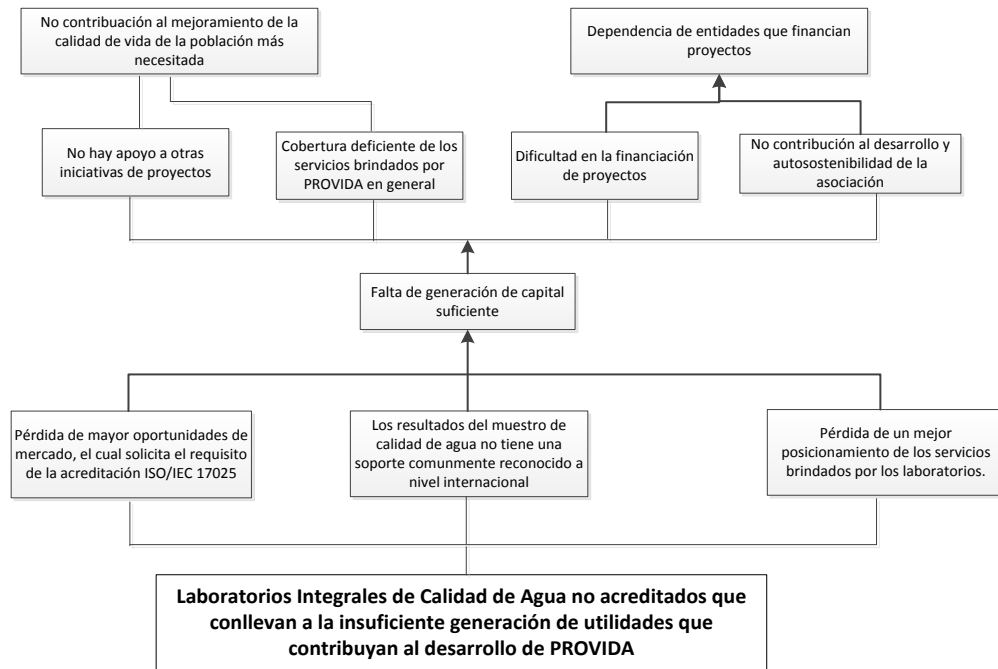 No contribuación al mejoramiento de la
calidad de vida de la población más
necesitada
Dependencia de entidades que financian
proyectos
No hay apoyo a otras
iniciativas de proyectos
Cobertura deficiente de los
servicios brindados por
PROVIDA en general
Dificultad en la financiación
de proyectos
No contribución al desarrollo y
autosostenibilidad de la
asociación
Falta de generación de capital
suficiente
Pérdida de mayor oportunidades de
mercado, el cual solicita el requisito
de la acreditación ISO/IEC 17025
Los resultados del muestro de
calidad de agua no tiene una
soporte comunmente reconocido a
nivel internacional
Pérdida de un mejor
posicionamiento de los servicios
brindados por los laboratorios.
Laboratorios Integrales de Calidad de Agua no acreditados que
conllevan a la insuficiente generación de utilidades que
contribuyan al desarrollo de PROVIDA